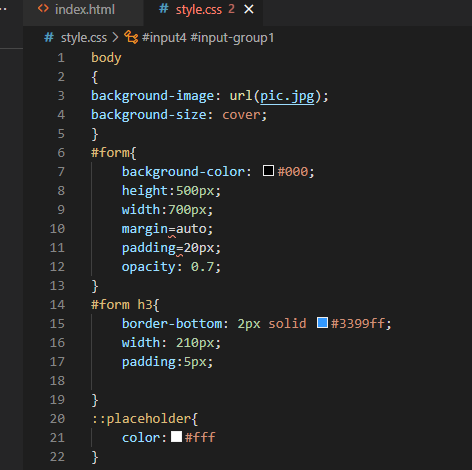 index.html
style.css 2
# style.css > #input4 #input-group1
1 body
2 {
3 background-image: url(pic.jpg);
4 background-size: cover;
5 }
6 #form{
7 background-color: #000;
8 height:500px;
9 width:700px;
10 margin=auto;
11 padding=20px;
12 opacity: 0.7;
13 }
14 #form h3{
15 border-bottom: 2px solid #3399ff;
16 width: 210px;
17 padding:5px;
18
19 }
20 ::placeholder{
21 color:#fff
22 }